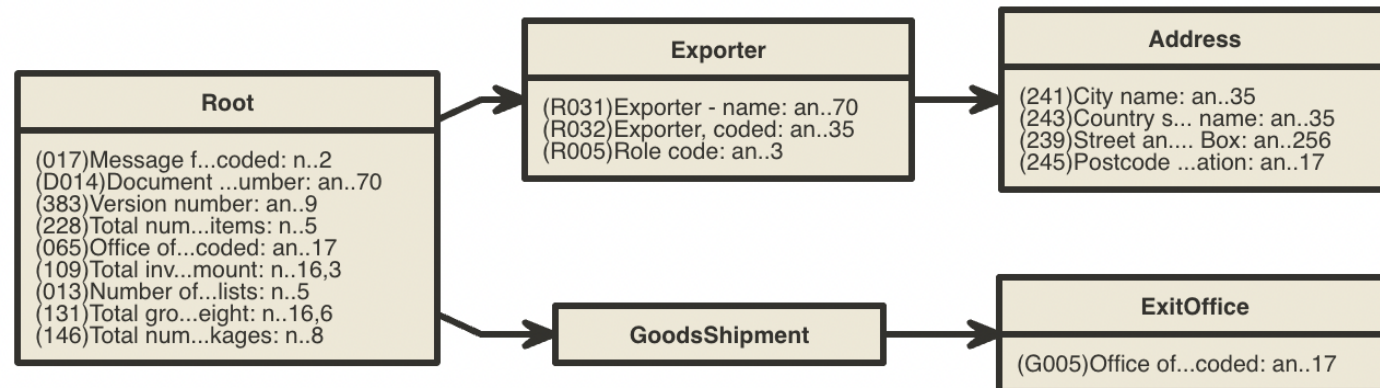 Root
(017)Message f...coded: n..2
(D014)Document ...umber: an..70
(383)Version number: an..9
(228)Total num...items: n..5
(065)Office of...coded: an..17
(109)Total inv...mount: n..16,3
(013)Number of...lists: n..5
(131)Total gro...eight: n..16,6
(146)Total num...kages: n..8
Exporter
(R031)Exporter - name: an..70
(R032)Exporter, coded: an..35
(R005)Role code: an..3
Address
(241)City name: an..35
(243)Country s... name: an..35
(239)Street an.... Box: an..256
(245)Postcode ...ation: an..17
GoodsShipment
ExitOffice
(G005)Office of...coded: an..17